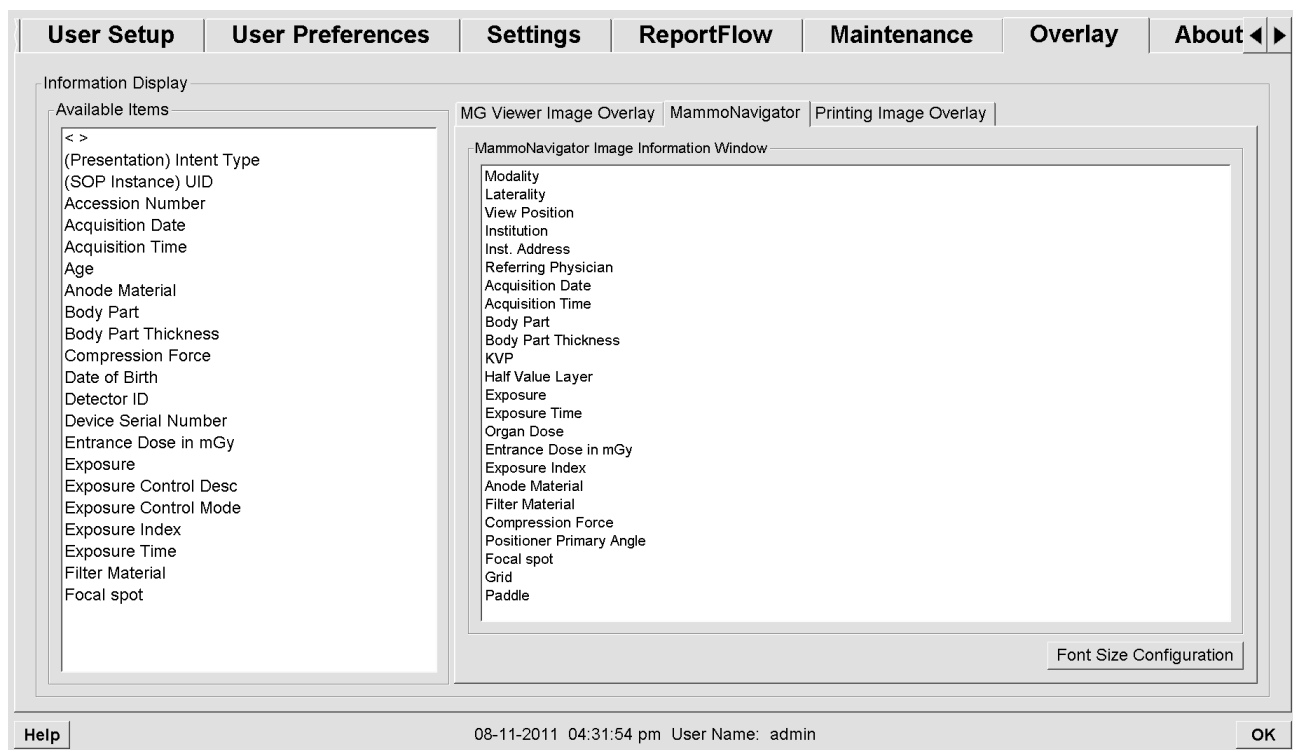 User Setup User Preferences Settings ReportFlow Maintenance Overlay About
Information Display
Available Items
< >
(Presentation) Intent Type
(SOP Instance) UID
Accession Number
Acquisition Date
Acquisition Time
Age
Anode Material
Body Part
Body Part Thickness
Compression Force
Date of Birth
Detector ID
Device Serial Number
Entrance Dose in mGy
Exposure
Exposure Control Desc
Exposure Control Mode
Exposure Index
Exposure Time
Filter Material
Focal spot
MG Viewer Image Overlay MammoNavigator Printing Image Overlay
MammoNavigator Image Information Window
Modality
Laterality
View Position
Institution
Inst. Address
Referring Physician
Acquisition Date
Acquisition Time
Body Part
Body Part Thickness
KVP
Half Value Layer
Exposure
Exposure Time
Organ Dose
Entrance Dose in mGy
Exposure Index
Anode Material
Filter Material
Compression Force
Positioner Primary Angle
Focal spot
Grid
Paddle
Font Size Configuration
Help 08-11-2011 04:31:54 pm User Name: admin OK